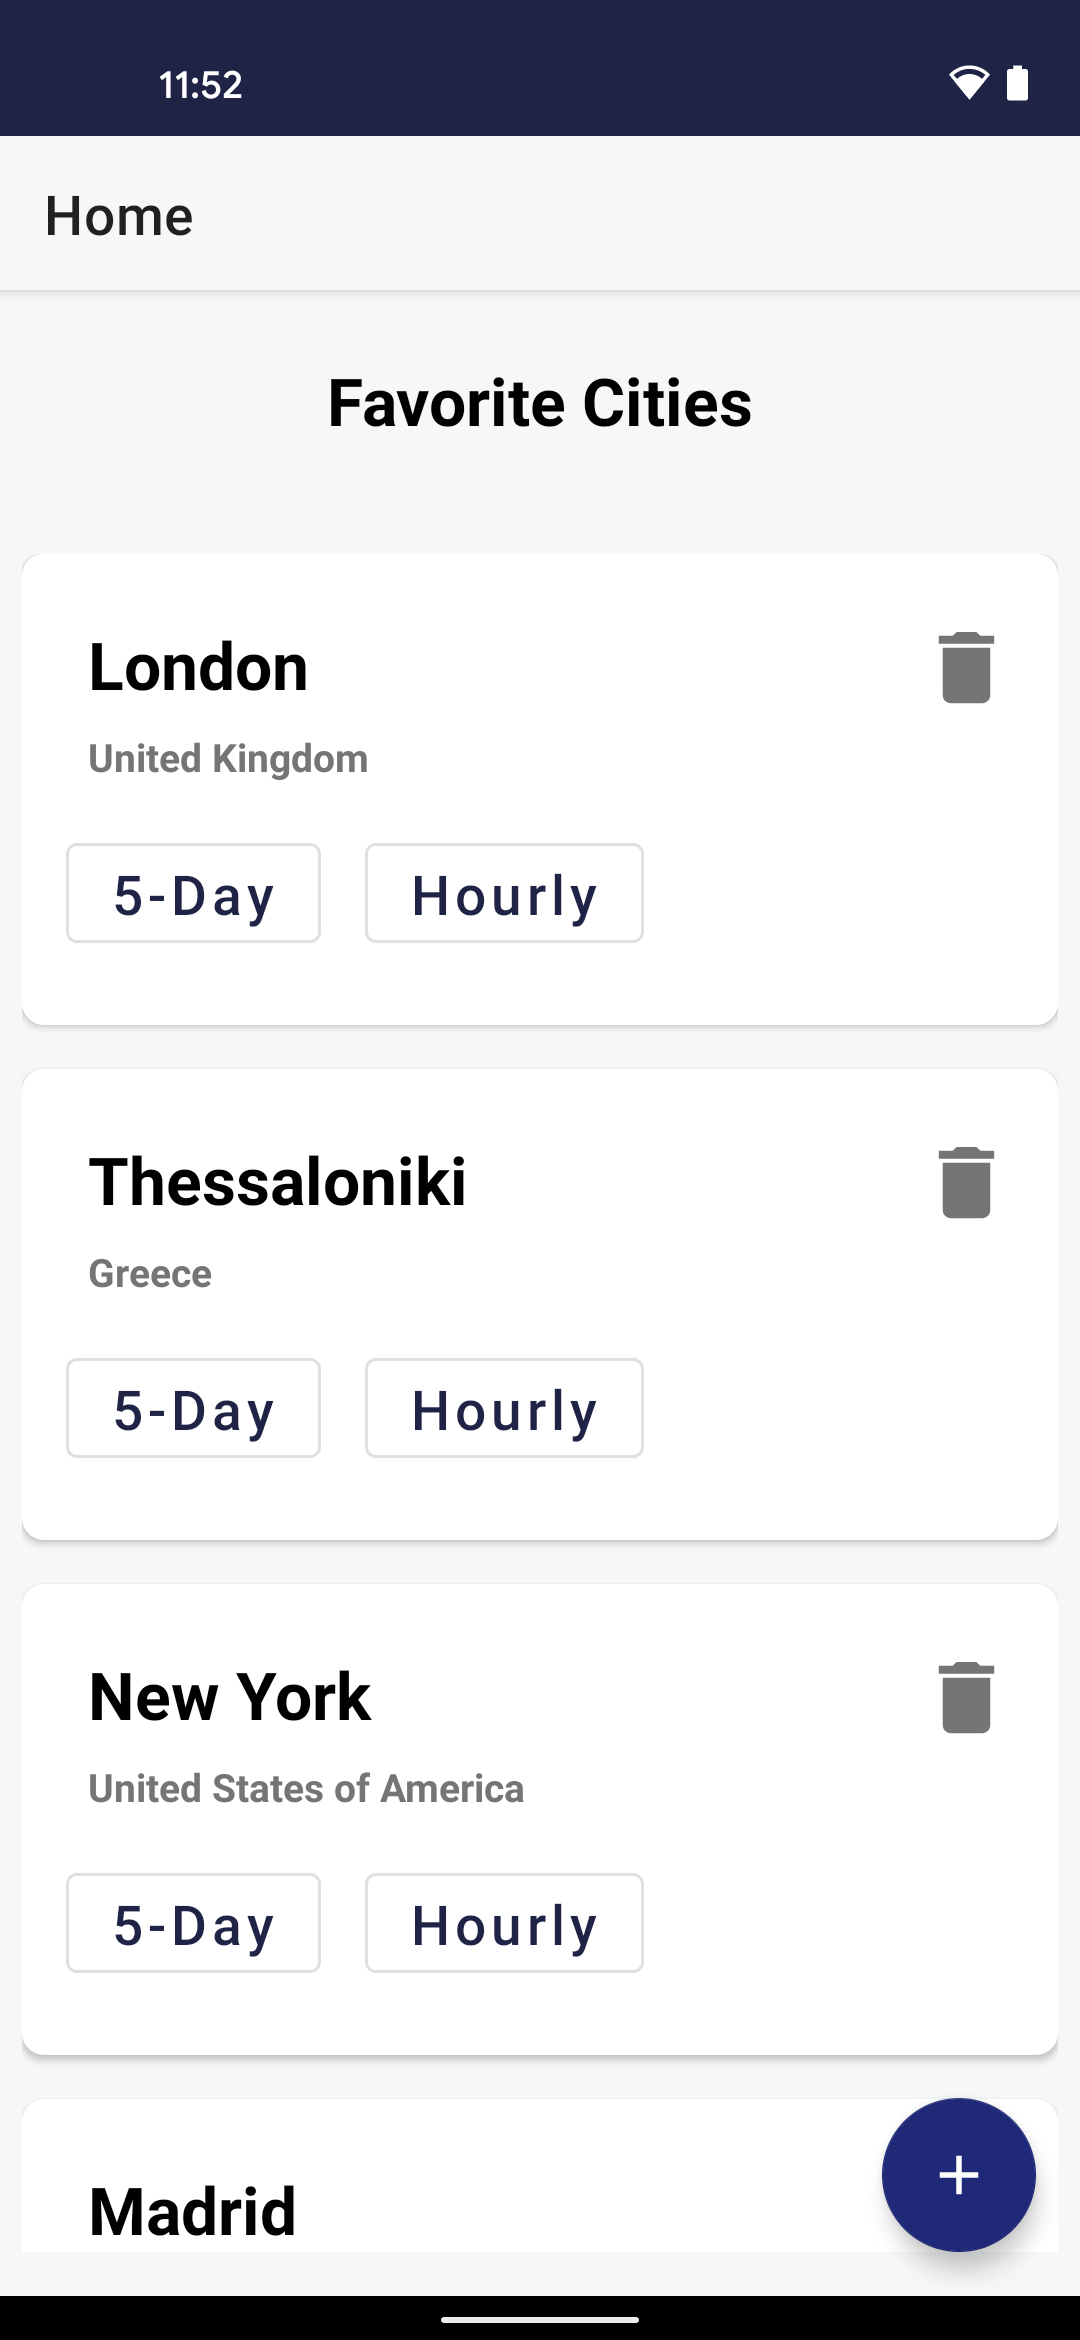 11:52
Home
Favorite Cities
London
United Kingdom
5-Day Hourly
Thessaloniki
Greece
5-Day Hourly
New York
United States of America
5-Day Hourly
Madrid